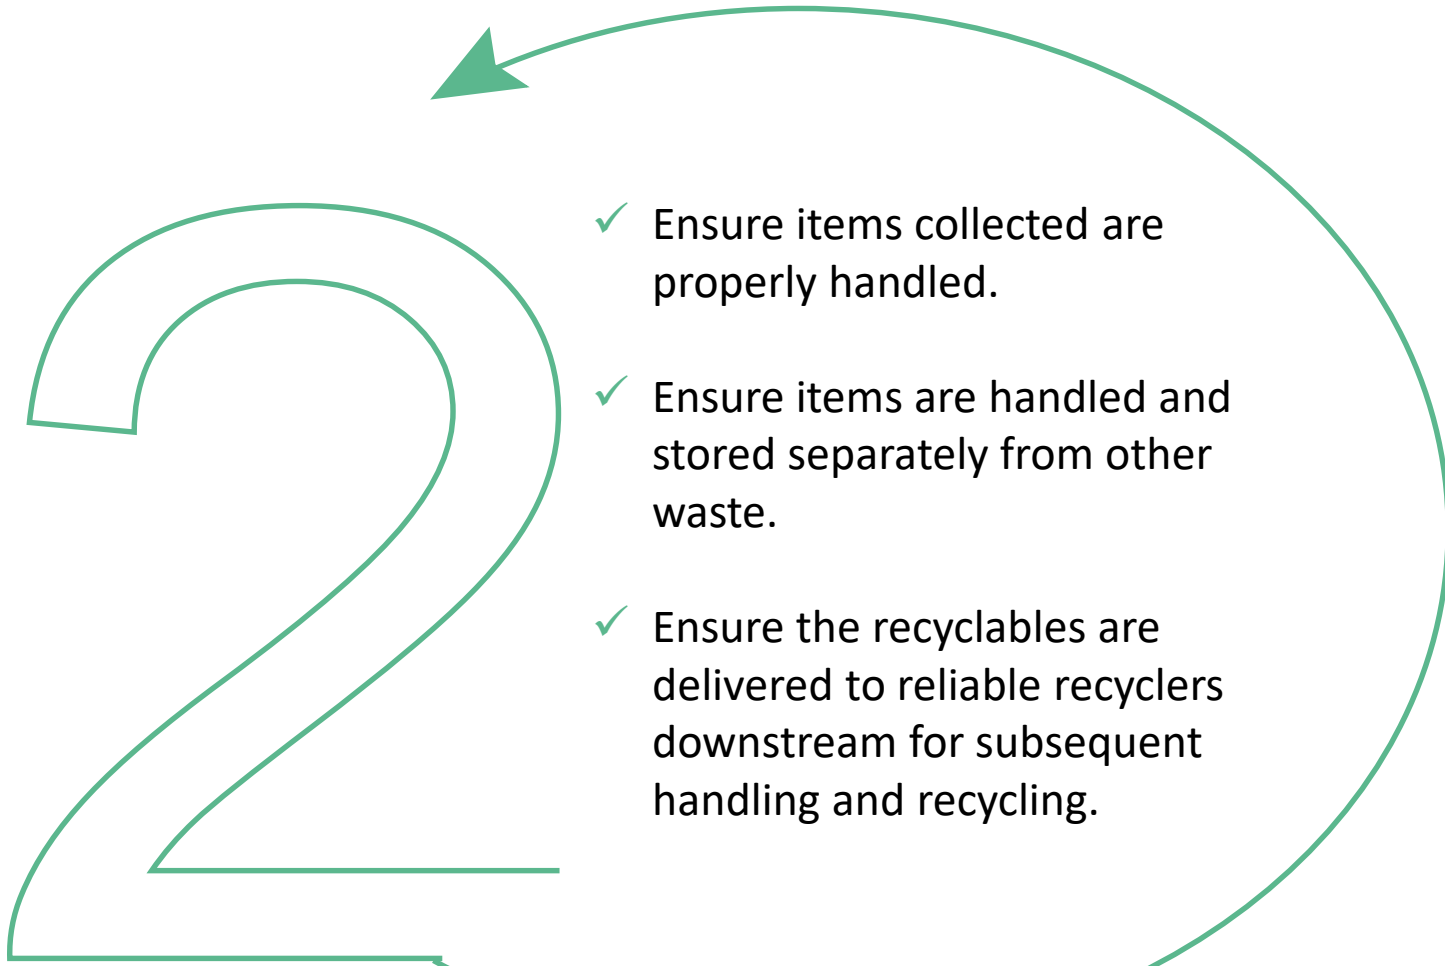 2
✓ Ensure items collected are
properly handled.
✓ Ensure items are handled and
stored separately from other
waste.
✓ Ensure the recyclables are
delivered to reliable recyclers
downstream for subsequent
handling and recycling.